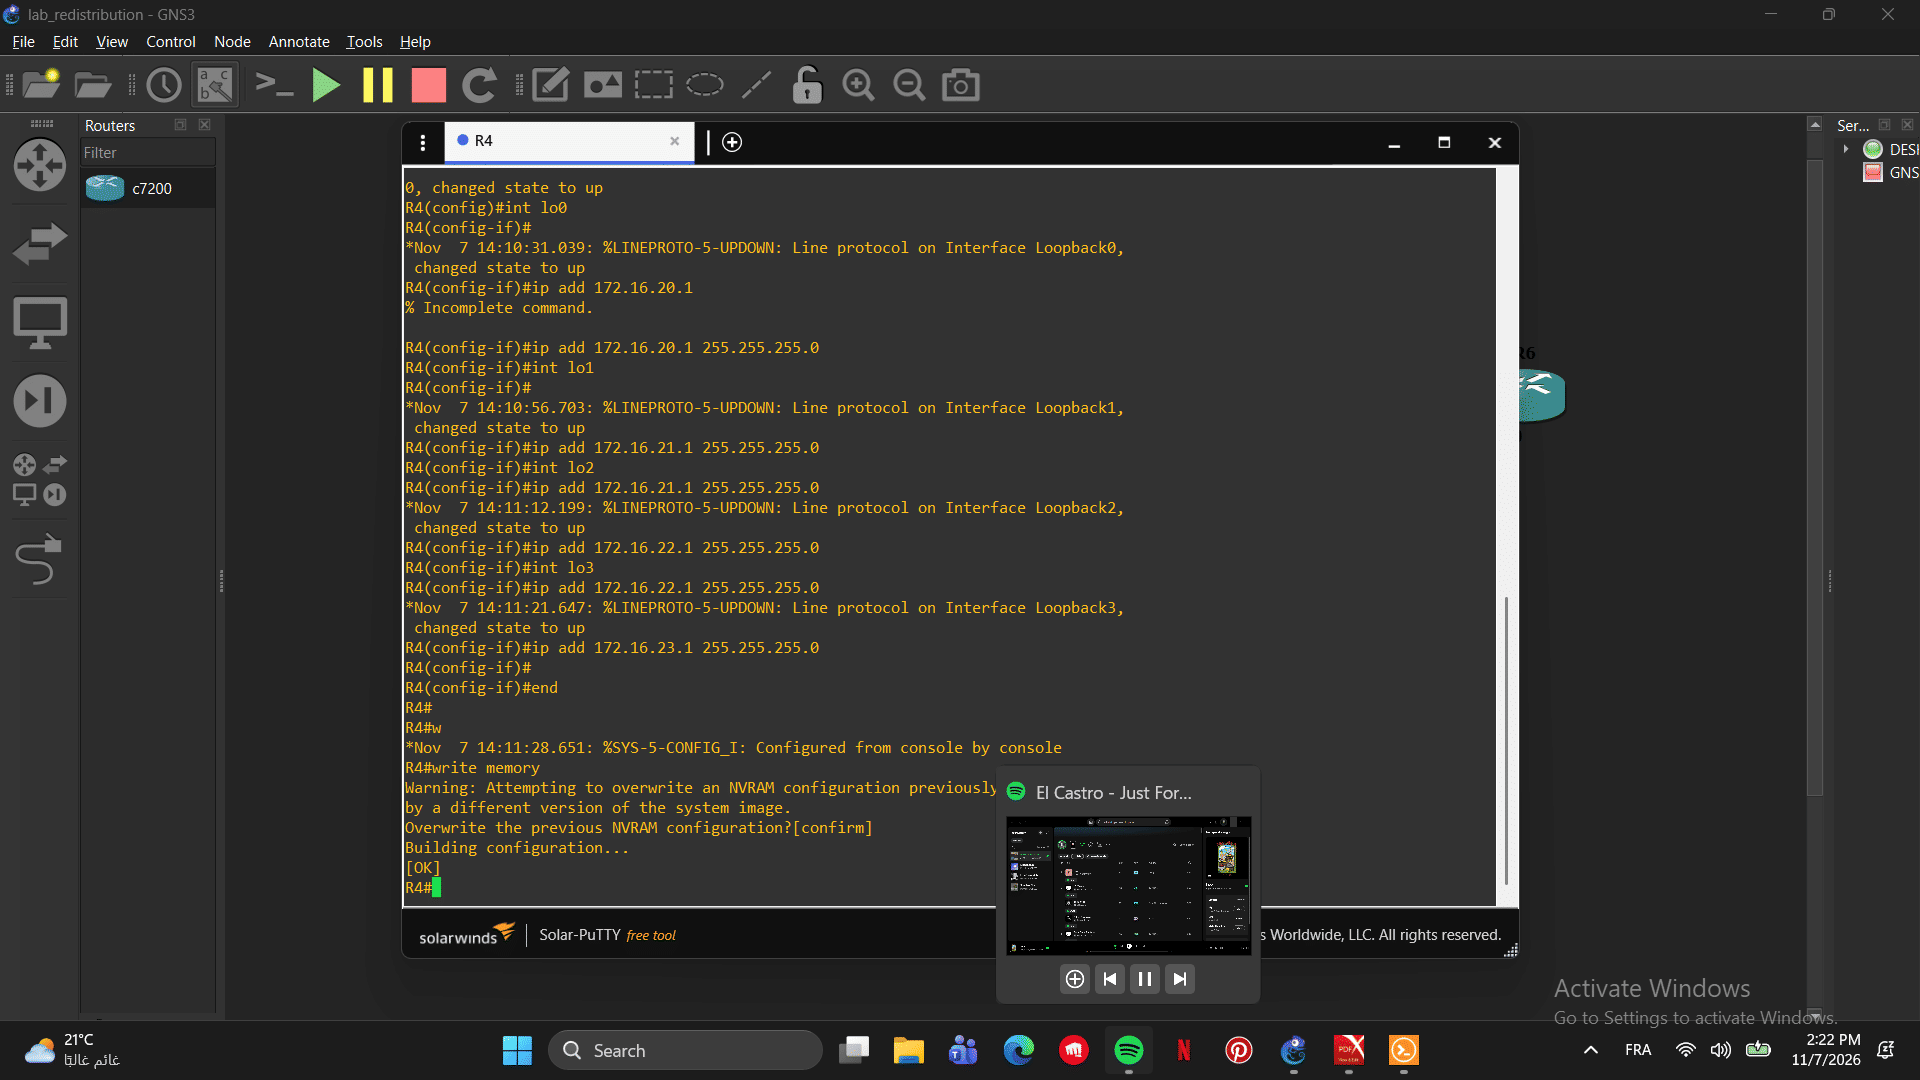 lab_redistribution - GNS3
File Edit View Control Node Annotate Tools Help
Routers
Filter
c7200
R4
0, changed state to up
R4(config)#int lo0
R4(config-if)#
*Nov  7 14:10:31.039: %LINEPROTO-5-UPDOWN: Line protocol on Interface Loopback0,
 changed state to up
R4(config-if)#ip add 172.16.20.1
% Incomplete command.
R4(config-if)#ip add 172.16.20.1 255.255.255.0
R4(config-if)#int lo1
R4(config-if)#
*Nov  7 14:10:56.703: %LINEPROTO-5-UPDOWN: Line protocol on Interface Loopback1,
 changed state to up
R4(config-if)#ip add 172.16.21.1 255.255.255.0
R4(config-if)#int lo2
R4(config-if)#ip add 172.16.21.1 255.255.255.0
*Nov  7 14:11:12.199: %LINEPROTO-5-UPDOWN: Line protocol on Interface Loopback2,
 changed state to up
R4(config-if)#ip add 172.16.22.1 255.255.255.0
R4(config-if)#int lo3
R4(config-if)#ip add 172.16.22.1 255.255.255.0
*Nov  7 14:11:21.647: %LINEPROTO-5-UPDOWN: Line protocol on Interface Loopback3,
 changed state to up
R4(config-if)#ip add 172.16.23.1 255.255.255.0
R4(config-if)#
R4(config-if)#end
R4#
R4#w
*Nov  7 14:11:28.651: %SYS-5-CONFIG_I: Configured from console by console
R4#write memory
Warning: Attempting to overwrite an NVRAM configuration previously
by a different version of the system image.
Overwrite the previous NVRAM configuration?[confirm]
Building configuration...
[OK]
R4#
solarwinds Solar-PuTTY free tool
s Worldwide, LLC. All rights reserved.
El Castro - Just For...
R6
Ser...
DESH
GNS
Activate Windows
Go to Settings to activate Windows.
21°C
غائم غالبًا
Search
FRA
2:22 PM
11/7/2026